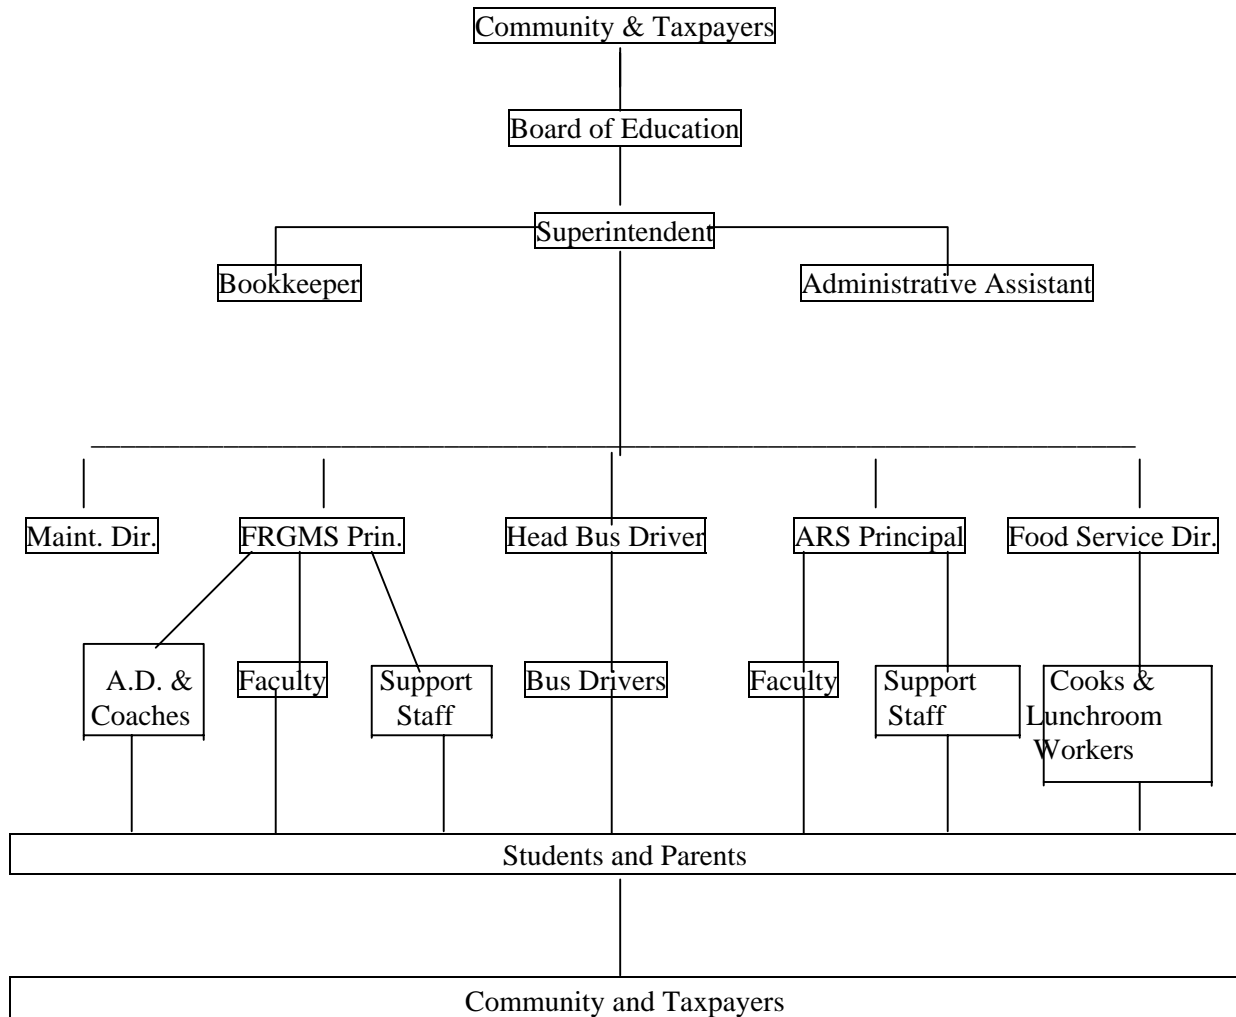 Community & Taxpayers
Board of Education
Superintendent
Bookkeeper
Administrative Assistant
Maint. Dir.
FRGMS Prin.
Head Bus Driver
ARS Principal
Food Service Dir.
A.D. &
Coaches
Faculty
Support
Staff
Bus Drivers
Faculty
Support
Staff
Cooks &
Lunchroom
Workers
Students and Parents
Community and Taxpayers